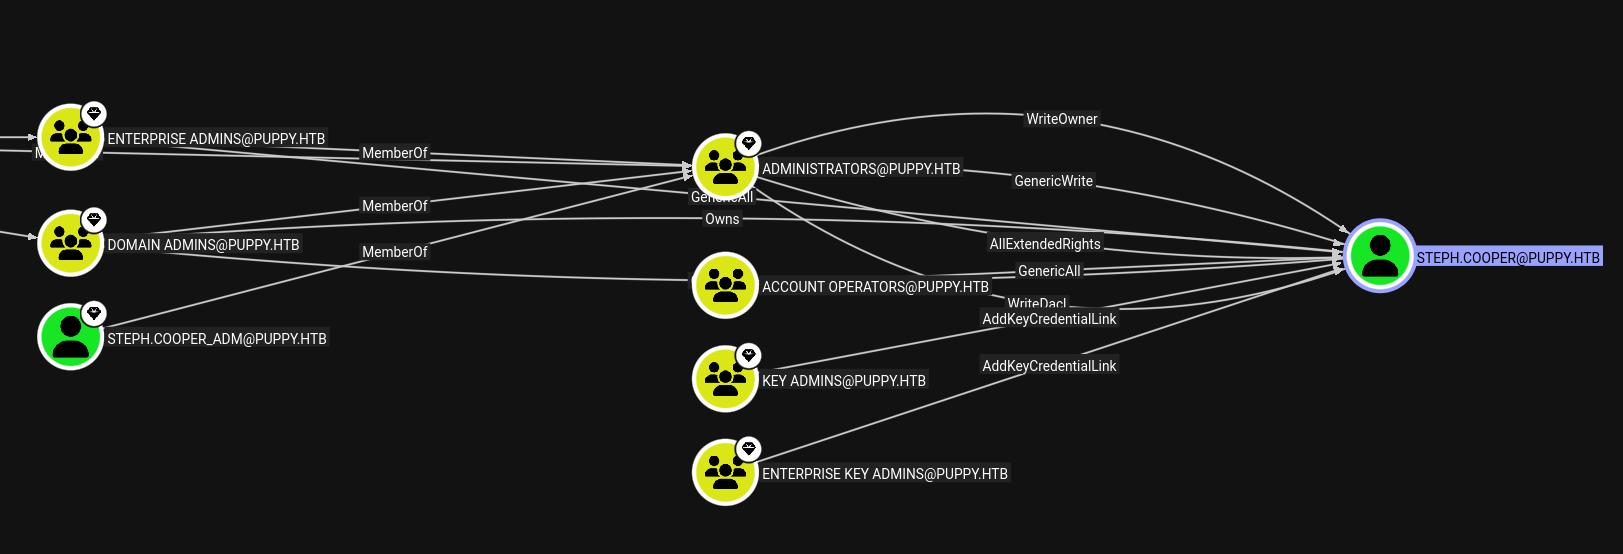 WriteOwner
ENTERPRISE ADMINS@PUPPY.HTB
MemberOf
ADMINISTRATORS@PUPPY.HTB
GenericWrite
GenericAll
MemberOf
Owns
DOMAIN ADMINS@PUPPY.HTB
MemberOf
AllExtendedRights
STEPH.COOPER@PUPPY.HTB
GenericAll
ACCOUNT OPERATORS@PUPPY.HTB
WriteDacl
AddKeyCredentialLink
STEPH.COOPER_ADM@PUPPY.HTB
AddKeyCredentialLink
KEY ADMINS@PUPPY.HTB
ENTERPRISE KEY ADMINS@PUPPY.HTB